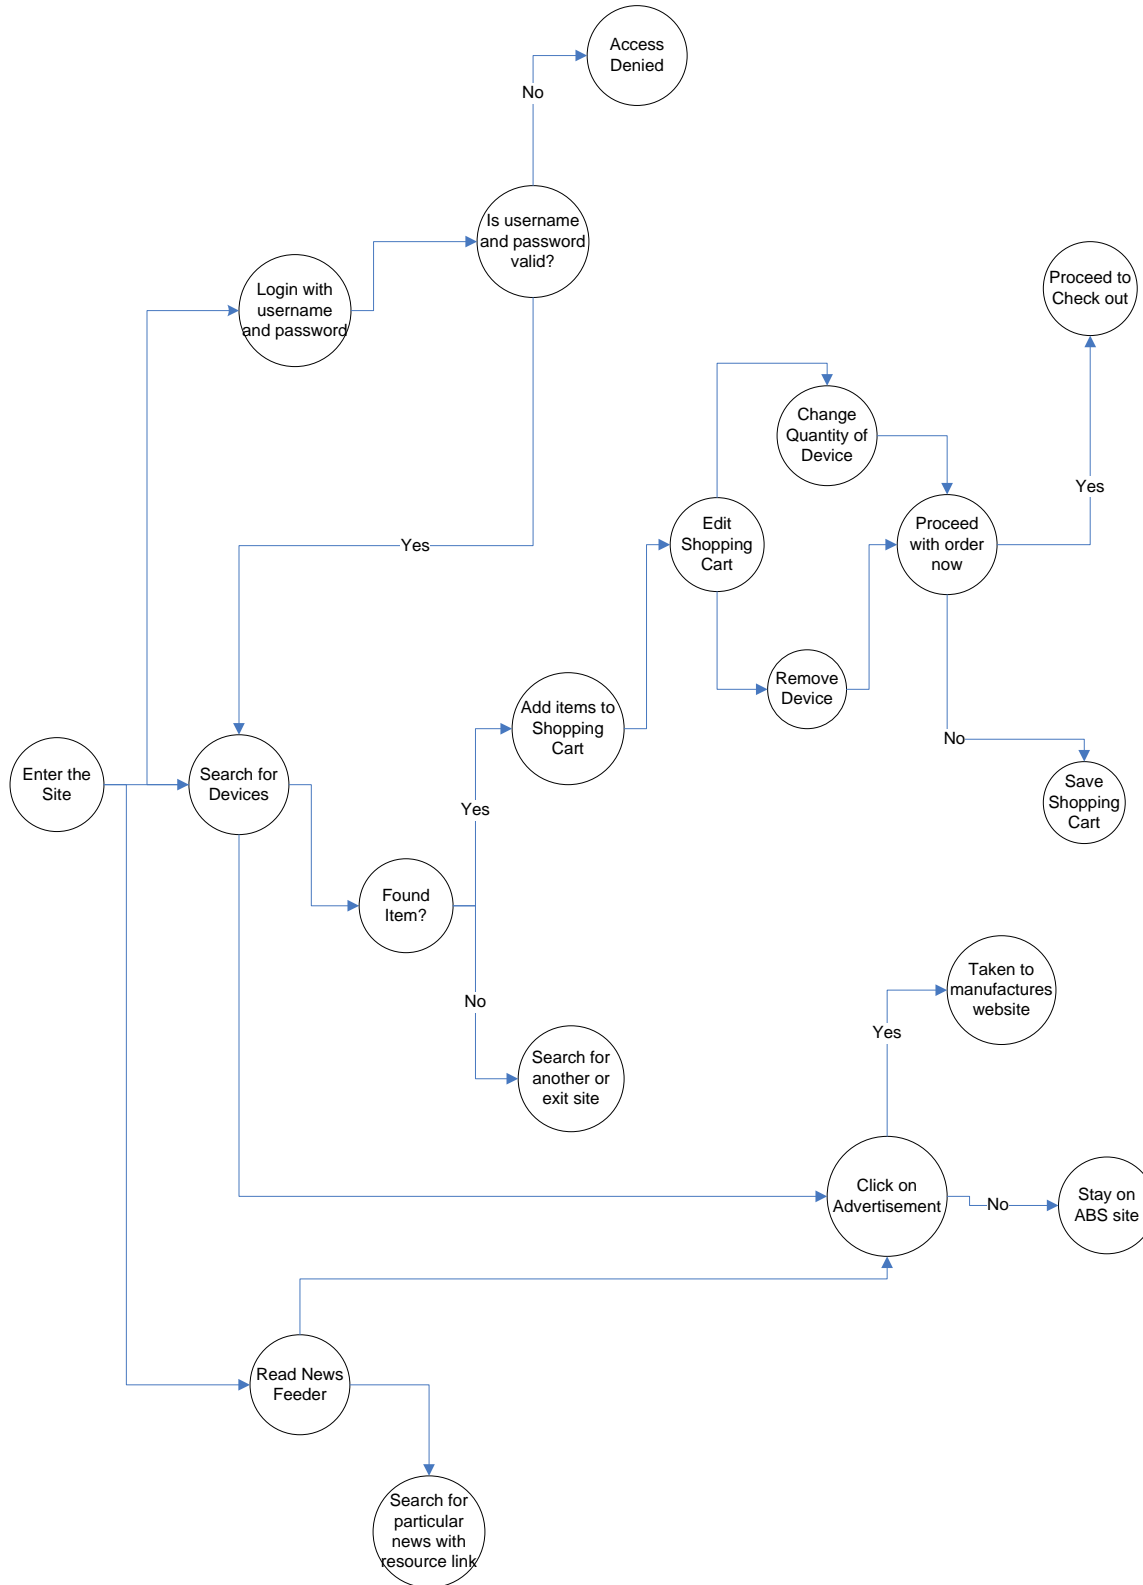 Access
Denied
No
Is username
and password
valid?
Login with
username
and password
Proceed to
Check out
Change
Quantity of
Device
Yes
Edit
Shopping
Cart
Proceed
with order
now
Yes
Remove
Device
Add items to
Shopping
Cart
No
Enter the
Site
Search for
Devices
Save
Shopping
Cart
Yes
Found
Item?
Taken to
manufactures
website
No
Yes
Search for
another or
exit site
Click on
Advertisement
No
Stay on
ABS site
Read News
Feeder
Search for
particular
news with
resource link